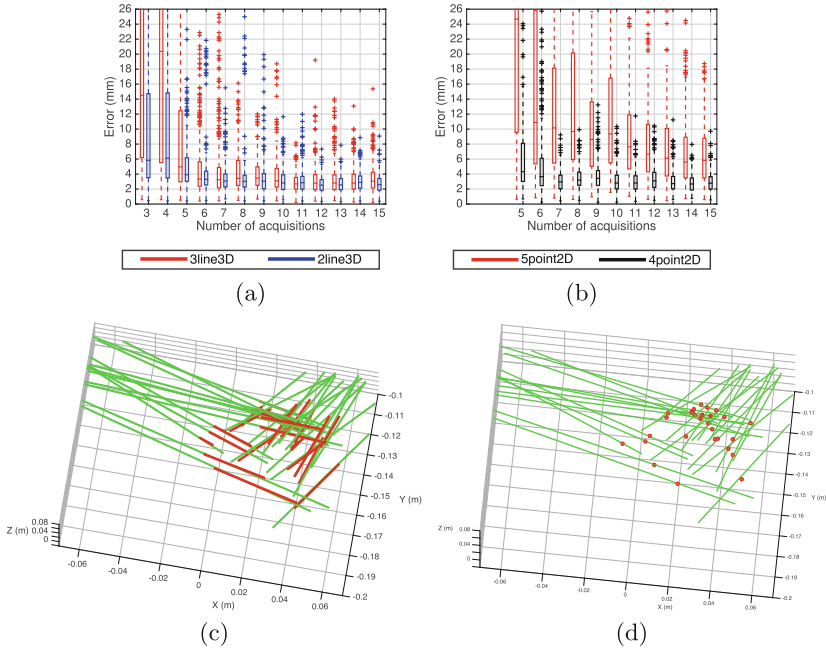 26
24
22
20
18
16
14
12
10
8
6
4
2
0
Error (mm)
3 4 5 6 7 8 9 10 11 12 13 14 15
Number of acquisitions
3line3D 2line3D
(a)
26
24
22
20
18
16
14
12
10
8
6
4
2
0
Error (mm)
5 6 7 8 9 10 11 12 13 14 15
Number of acquisitions
5point2D 4point2D
(b)
-0.1
-0.11
-0.12
-0.13
-0.14
-0.15
-0.16
-0.17
-0.18
-0.19
-0.2
Y (m)
Z (m)
0.08
0.04
0
-0.06 -0.04 -0.02 0 0.02 0.04 0.06
X (m)
(c)
-0.1
-0.11
-0.12
-0.13
-0.14
-0.15
-0.16
-0.17
-0.18
-0.19
-0.2
Y (m)
Z (m)
0.08
0.04
0
-0.06 -0.04 -0.02 0 0.02 0.04 0.06
X (m)
(d)